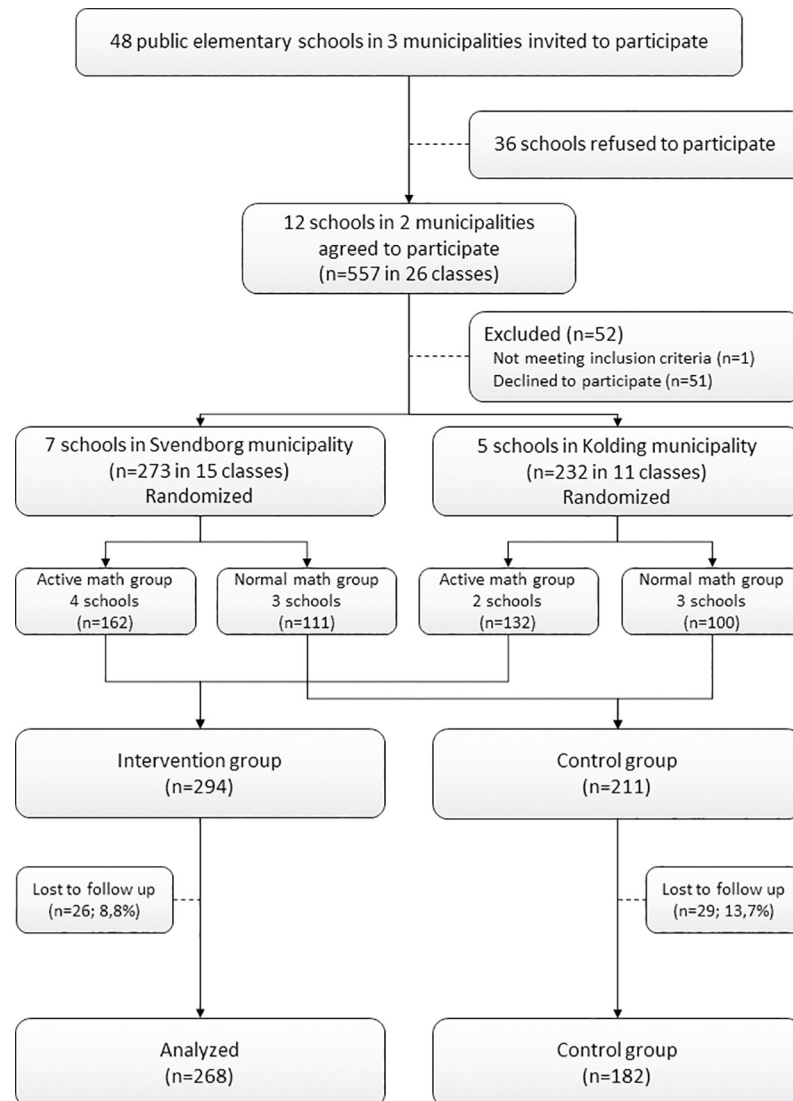 48 public elementary schools in 3 municipalities invited to participate
36 schools refused to participate
12 schools in 2 municipalities
agreed to participate
(n=557 in 26 classes)
Excluded (n=52)
Not meeting inclusion criteria (n=1)
Declined to participate (n=51)
7 schools in Svendborg municipality
(n=273 in 15 classes)
Randomized
5 schools in Kolding municipality
(n=232 in 11 classes)
Randomized
Active math group
4 schools
(n=162)
Normal math group
3 schools
(n=111)
Active math group
2 schools
(n=132)
Normal math group
3 schools
(n=100)
Intervention group
(n=294)
Control group
(n=211)
Lost to follow up
(n=26; 8,8%)
Lost to follow up
(n=29; 13,7%)
Analyzed
(n=268)
Control group
(n=182)